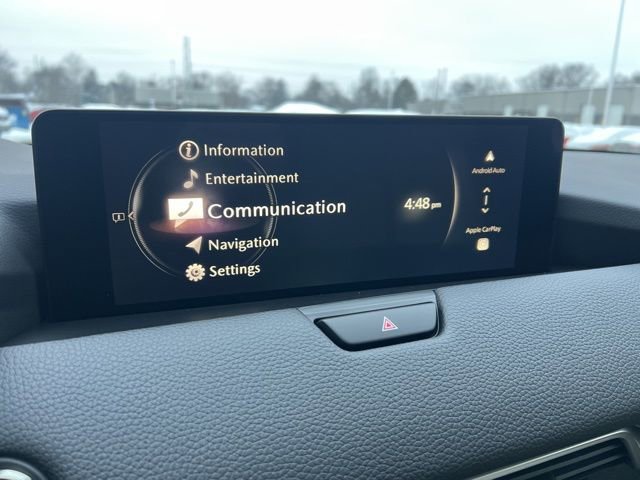 Information
Entertainment
Communication
Navigation
Settings
4:48 pm
Android Auto
Apple CarPlay